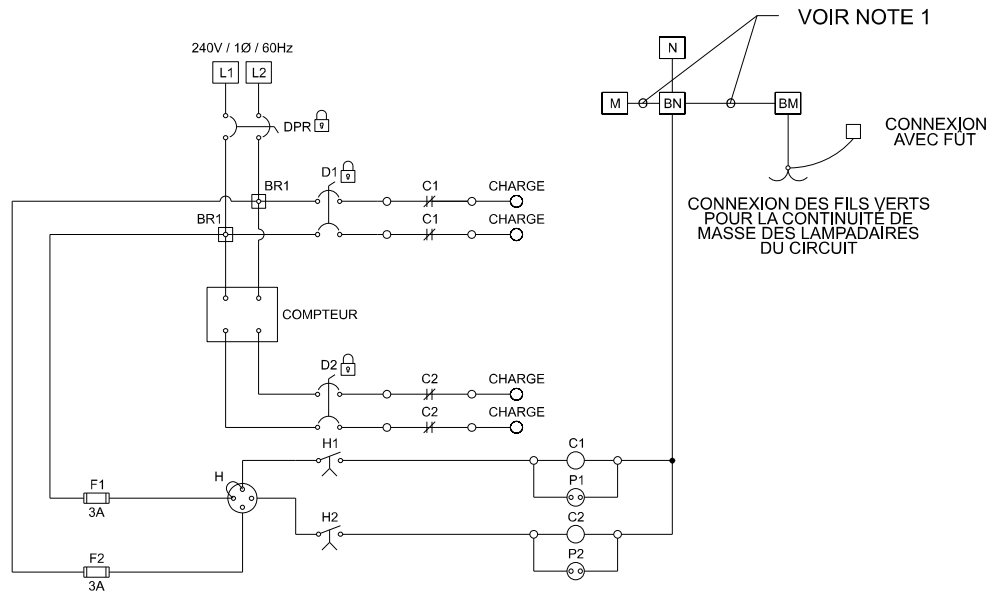 VOIR NOTE 1
240V / 1Ø / 60Hz
N
L1
L2
M
BN
BM
DPR
CONNEXION
AVEC FÛT
D1
BR1
C1
CHARGE
BR1
C1
CHARGE
CONNEXION DES FILS VERTS
POUR LA CONTINUITÉ DE
MASSE DES LAMPADAIRES
DU CIRCUIT
COMPTEUR
D2
C2
CHARGE
C2
CHARGE
H1
C1
H
P1
F1
3A
H2
C2
P2
F2
3A